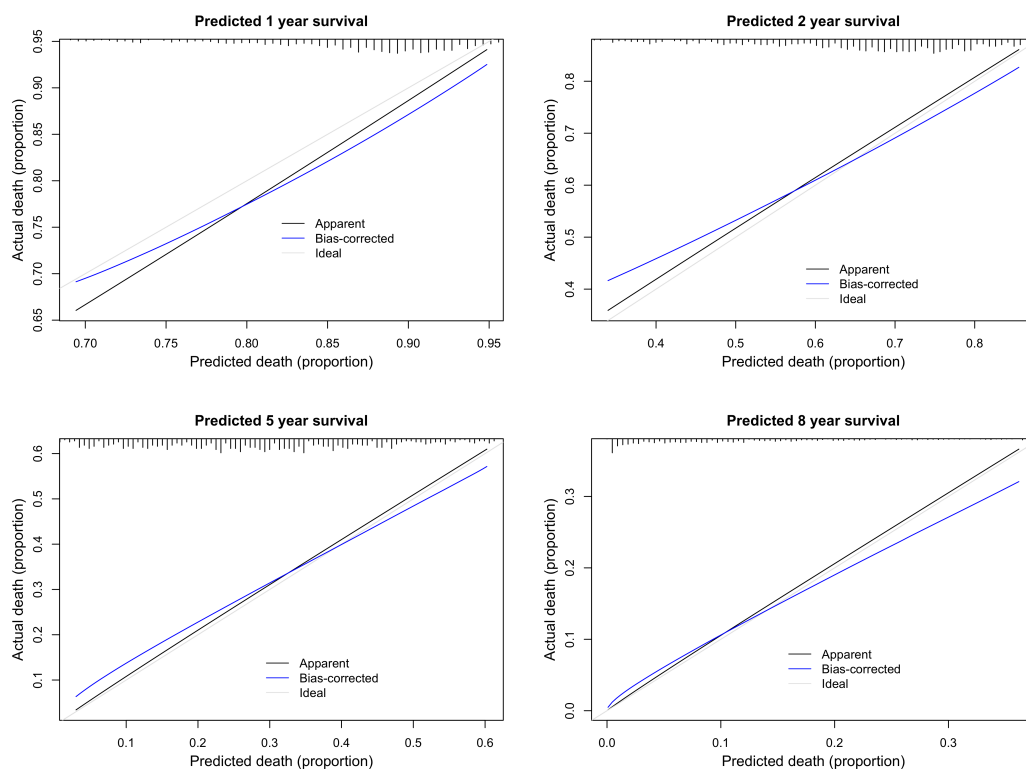 Predicted 1 year survival
Actual death (proportion)
0.65 0.70 0.75 0.80 0.85 0.90 0.95
Apparent
Bias-corrected
Ideal
0.70 0.75 0.80 0.85 0.90 0.95
Predicted death (proportion)
Predicted 2 year survival
Actual death (proportion)
0.4 0.5 0.6 0.7 0.8
Apparent
Bias-corrected
Ideal
0.4 0.5 0.6 0.7 0.8
Predicted death (proportion)
Predicted 5 year survival
Actual death (proportion)
0.1 0.2 0.3 0.4 0.5 0.6
Apparent
Bias-corrected
Ideal
0.1 0.2 0.3 0.4 0.5 0.6
Predicted death (proportion)
Predicted 8 year survival
Actual death (proportion)
0.0 0.1 0.2 0.3
Apparent
Bias-corrected
Ideal
0.0 0.1 0.2 0.3
Predicted death (proportion)